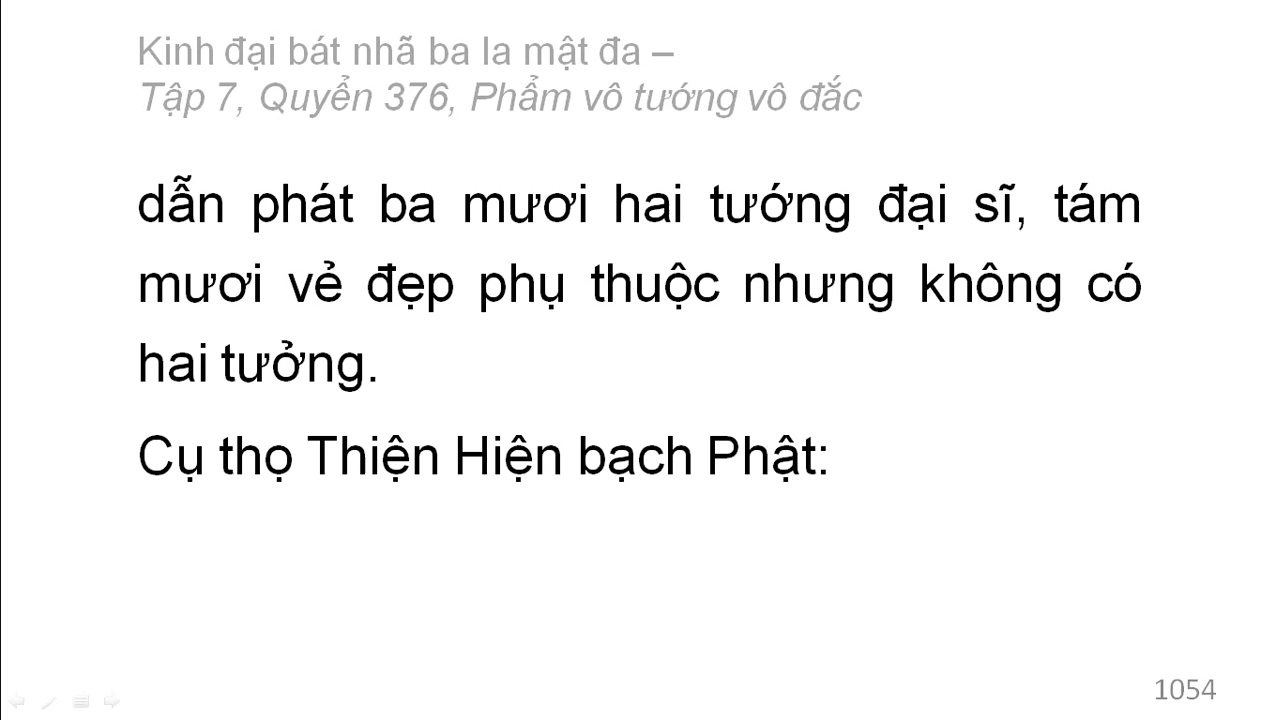 Kinh đại bát nhã ba la mật đa –
Tập 7, Quyển 376, Phẩm vô tướng vô đắc
dẫn phát ba mươi hai tướng đại sĩ, tám
mươi vẻ đẹp phụ thuộc nhưng không có
hai tưởng.
Cụ thọ Thiện Hiện bạch Phật:
1054